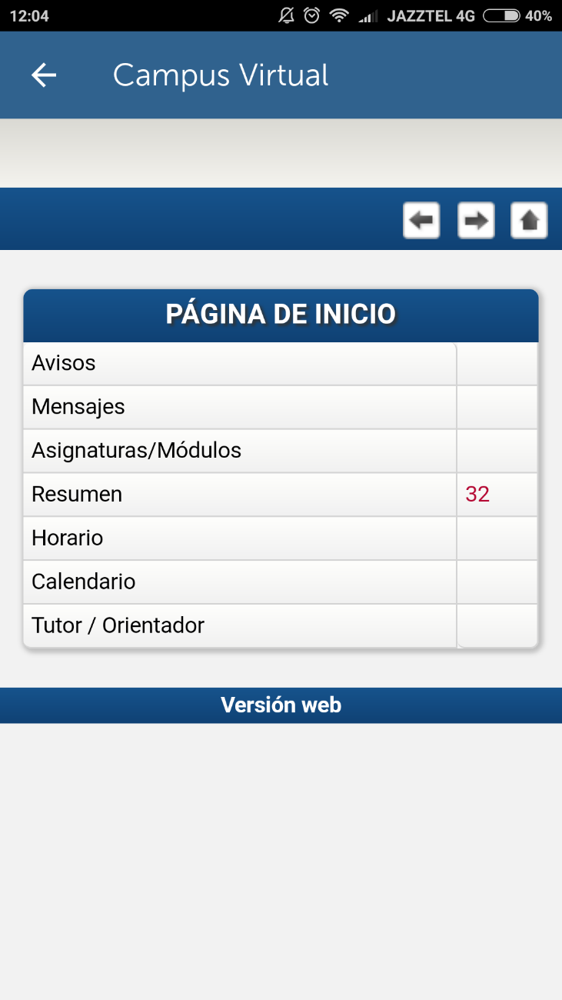 12:04 JAZZTEL 4G 40%
Campus Virtual
PÁGINA DE INICIO
Avisos
Mensajes
Asignaturas/Módulos
Resumen 32
Horario
Calendario
Tutor / Orientador
Versión web